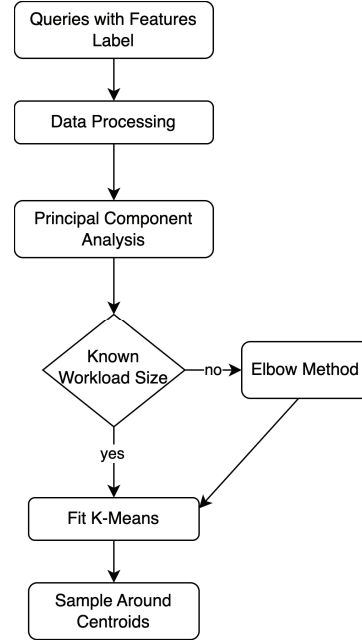 Queries with Features
Label
Data Processing
Principal Component
Analysis
Known
Workload Size
no
Elbow Method
yes
Fit K-Means
Sample Around
Centroids